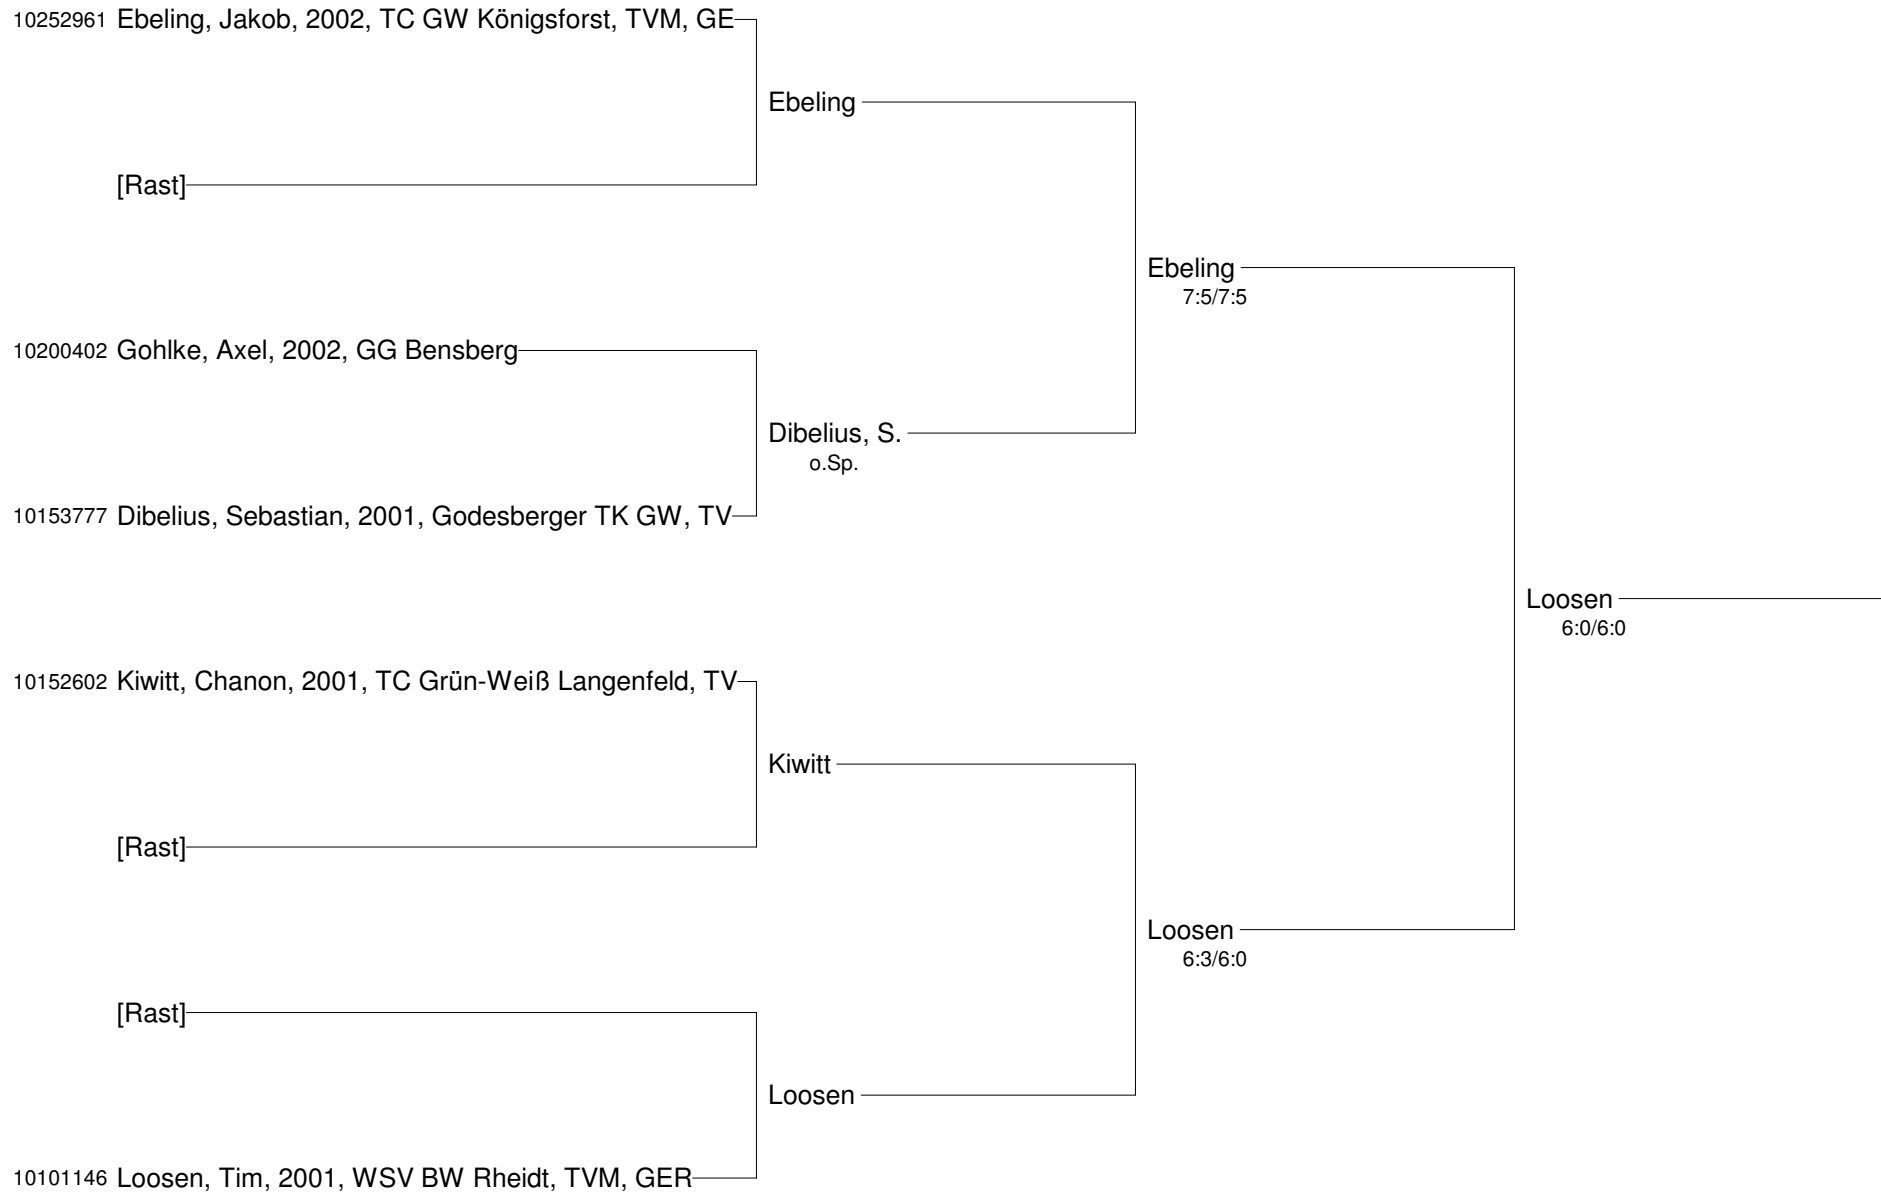 10252961 Ebeling, Jakob, 2002, TC GW Königsforst, TVM, GE
Ebeling
[Rast]
Ebeling
7:5/7:5
10200402 Gohlke, Axel, 2002, GG Bensberg
Dibelius, S.
o.Sp.
10153777 Dibelius, Sebastian, 2001, Godesberger TK GW, TV
Loosen
6:0/6:0
10152602 Kiwitt, Chanon, 2001, TC Grün-Weiß Langenfeld, TV
Kiwitt
[Rast]
Loosen
6:3/6:0
[Rast]
Loosen
10101146 Loosen, Tim, 2001, WSV BW Rheidt, TVM, GER